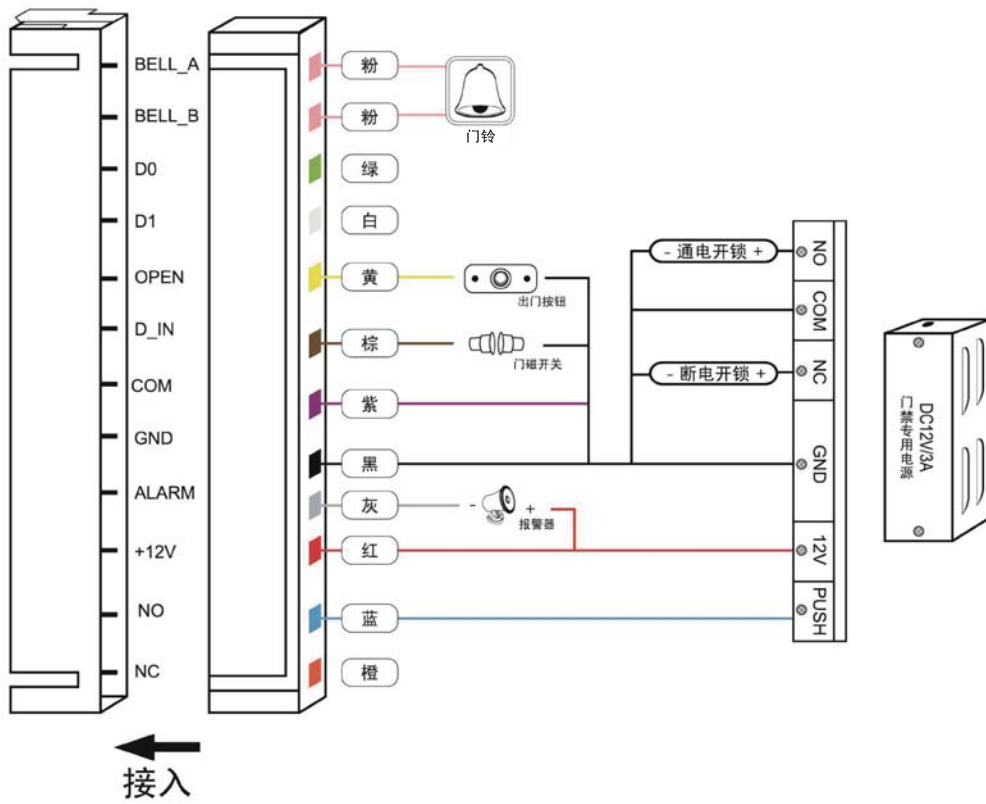 BELL_A
BELL_B
D0
D1
OPEN
D_IN
COM
GND
ALARM
+12V
NO
NC
粉
粉
绿
白
黄
棕
紫
黑
灰
红
蓝
橙
门铃
出门按钮
门磁开关
- +
报警器
- 通电开锁 +
- 断电开锁 +
NO
COM
NC
GND
12V
PUSH
DC12V/3A
门禁专用电源
接入